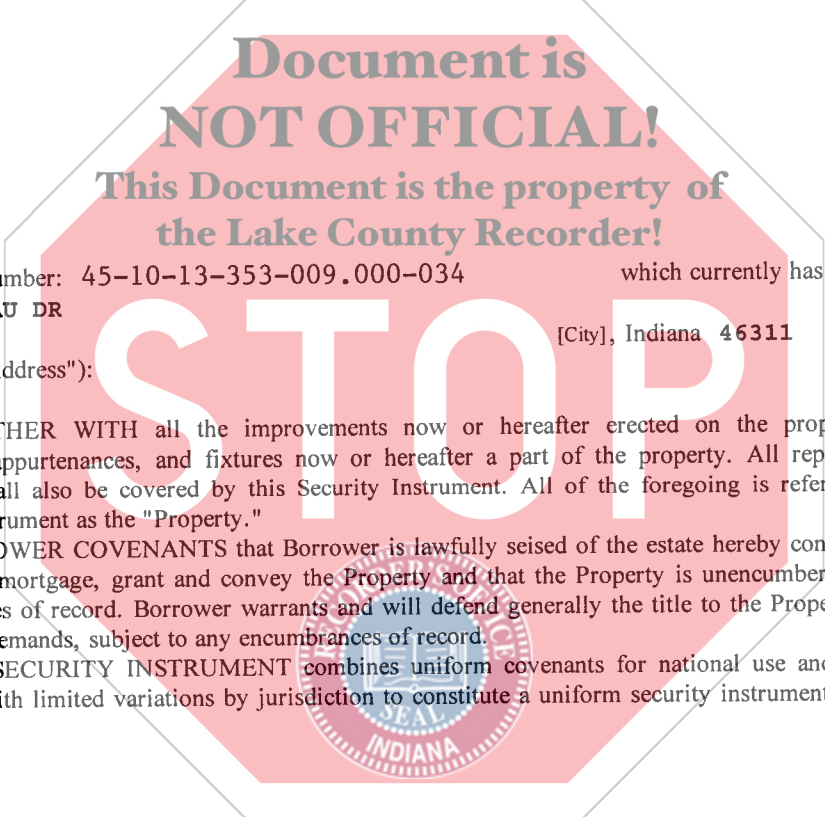 Document is
NOT OFFICIAL!
This Document is the property of
the Lake County Recorder!
umber: 45-10-13-353-009.000-034 which currently has
AU DR
[City], Indiana 46311
ddress"):
STOP
THER WITH all the improvements now or hereafter erected on the prop
ppurtenances, and fixtures now or hereafter a part of the property. All rep
all also be covered by this Security Instrument. All of the foregoing is refer
rument as the "Property."
OWER COVENANTS that Borrower is lawfully seised of the estate hereby con
mortgage, grant and convey the Property and that the Property is unencumber
es of record. Borrower warrants and will defend generally the title to the Prope
emands, subject to any encumbrances of record.
SECURITY INSTRUMENT combines uniform covenants for national use and
ith limited variations by jurisdiction to constitute a uniform security instrument
RECORDER'S OFFICE
SEAL
INDIANA